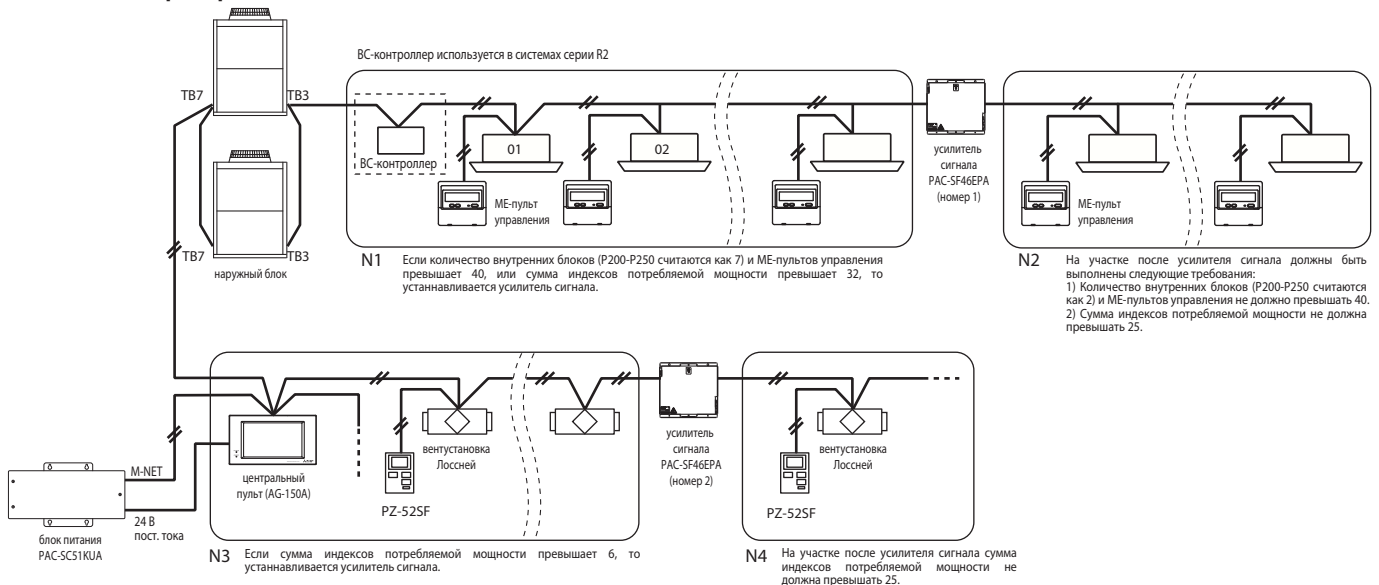 ВС-контроллер используется в системах серии R2
TB7
TB3
ВС-контроллер
01
02
ME-пульт
управления
усилитель
сигнала
PAC-SF46EPA
(номер 1)
ME-пульт
управления
TB7
TB3
наружный блок
N1
Если количество внутренних блоков (P200-P250 считаются как 7) и ME-пультов управления
превышает 40, или сумма индексов потребляемой мощности превышает 32, то
устанавливается усилитель сигнала.
N2
На участке после усилителя сигнала должны быть
выполнены следующие требования:
1) Количество внутренних блоков (P200-P250 считаются
как 2) и ME-пультов управления не должно превышать 40.
2) Сумма индексов потребляемой мощности не должна
превышать 25.
M-NET
24 В
пост. тока
блок питания
PAC-SC51KUA
центральный
пульт (AG-150A)
PZ-52SF
вентустановка
Лоссней
усилитель
сигнала
PAC-SF46EPA
(номер 2)
PZ-52SF
вентустановка
Лоссней
N3
Если сумма индексов потребляемой мощности превышает 6, то
устанавливается усилитель сигнала.
N4
На участке после усилителя сигнала сумма
индексов потребляемой мощности не
должна превышать 25.